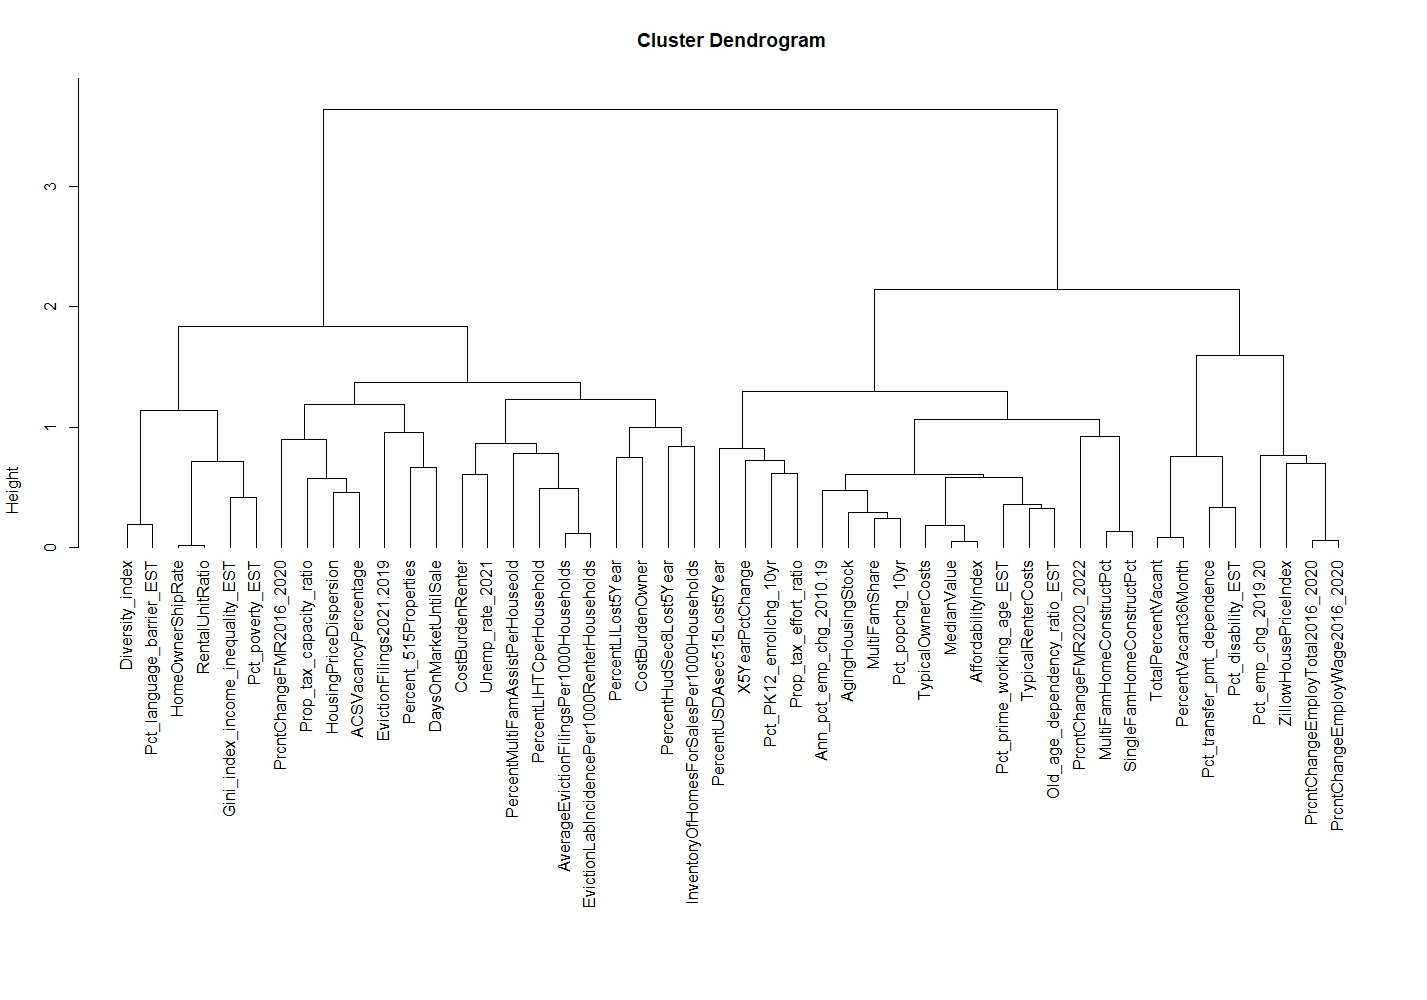 Cluster Dendrogram
Height
3
2
1
0
Diversity_index
Pct_language_barrier_EST
HomeOwnerShipRate
RentalUnitRatio
Gini_index_income_inequality_EST
Pct_poverty_EST
PrcntChangeFMR2016_2020
Prop_tax_capacity_ratio
HousingPriceDispersion
ACSVacancyPercentage
EvictionFilings2021.2019
Percent_515Properties
DaysOnMarketUntilSale
CostBurdenRenter
Unemp_rate_2021
PercentMultiFamAssistPerHouseold
PercentLIHTCperHousehold
AverageEvictionFilingsPer1000Households
EvictionLabIncidencePer1000RenterHouseholds
PercentLILost5Year
CostBurdenOwner
PercentHudSec8Lost5Year
InventoryOfHomesForSalesPer1000Households
PercentUSDAsec515Lost5Year
X5YearPctChange
Pct_PK12_enrollchg_10yr
Prop_tax_effort_ratio
Ann_pct_emp_chg_2010.19
AgingHousingStock
MultiFamShare
Pct_popchg_10yr
TypicalOwnerCosts
MedianValue
AffordabilityIndex
Pct_prime_working_age_EST
TypicalRenterCosts
Old_age_dependency_ratio_EST
PrcntChangeFMR2020_2022
MultiFamHomeConstructPct
SingleFamHomeConstructPct
TotalPercentVacant
PercentVacant36Month
Pct_transfer_pmt_dependence
Pct_disability_EST
Pct_emp_chg_2019.20
ZillowHousePriceIndex
PrcntChangeEmployTotal2016_2020
PrcntChangeEmployWage2016_2020